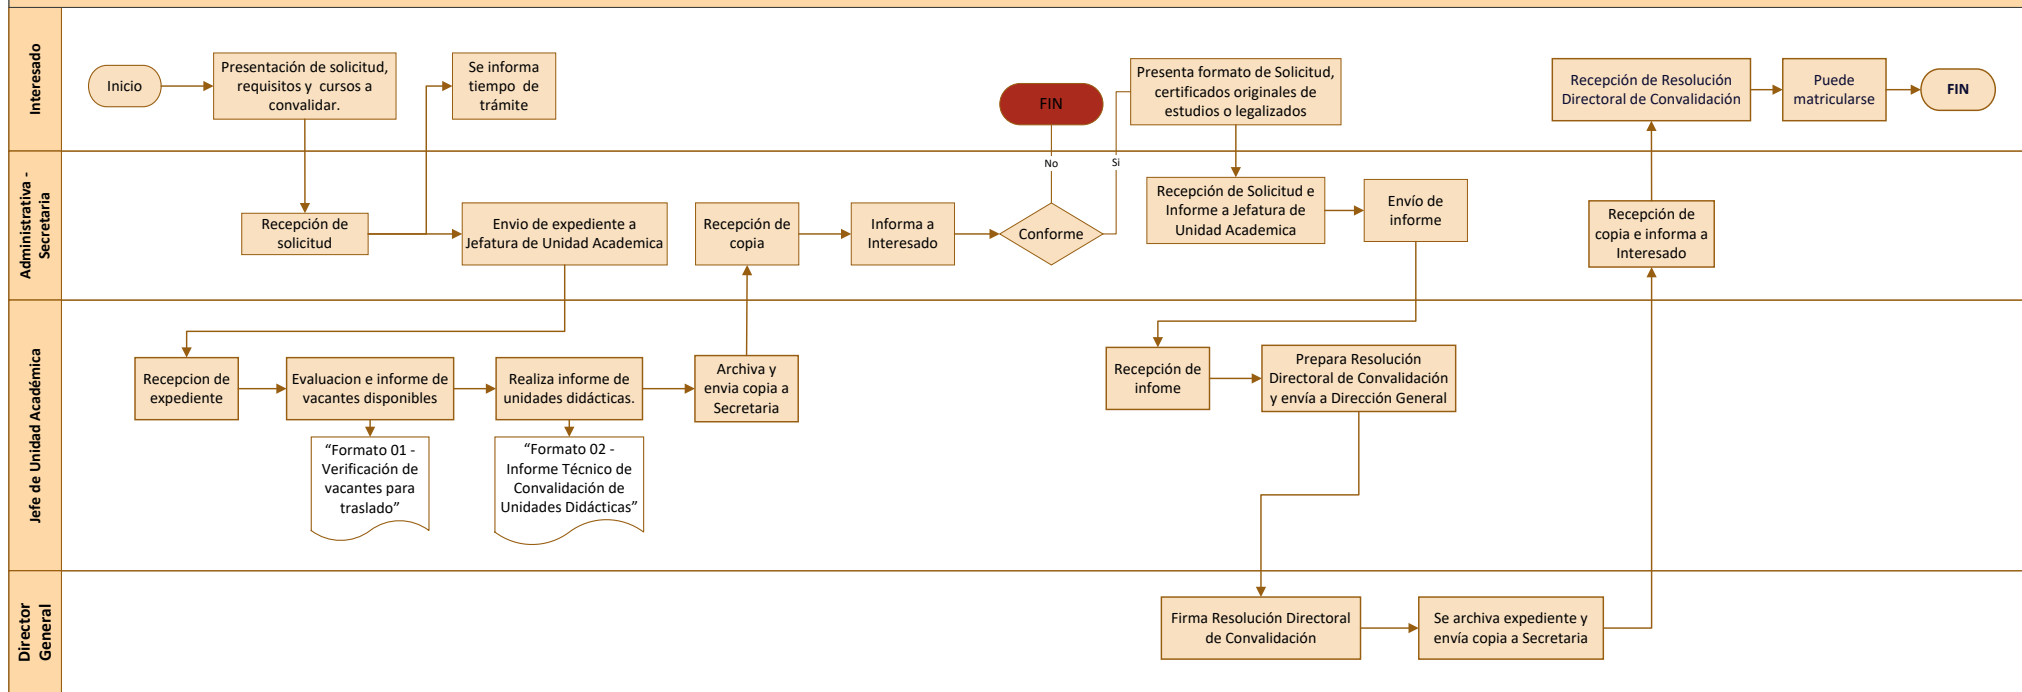 Interesado
Inicio
Presentación de solicitud,
requisitos y cursos a
convalidar.
Se informa
tiempo de
trámite
FIN
Presenta formato de Solicitud,
certificados originales de
estudios o legalizados
Recepción de Resolución
Directoral de Convalidación
Puede
matricularse
FIN
No
Si
Administrativa -
Secretaria
Recepción de
solicitud
Envio de expediente a
Jefatura de Unidad Academica
Recepción de
copia
Informa a
Interesado
Conforme
Recepción de Solicitud e
Informe a Jefatura de
Unidad Academica
Envío de
informe
Recepción de
copia e informa a
Interesado
Jefe de Unidad Académica
Recepcion de
expediente
Evaluacion e informe de
vacantes disponibles
Realiza informe de
unidades didácticas.
Archiva y
envia copia a
Secretaria
Recepción de
infome
Prepara Resolución
Directoral de Convalidación
y envía a Dirección General
“Formato 01 -
Verificación de
vacantes para
traslado”
“Formato 02 -
Informe Técnico de
Convalidación de
Unidades Didácticas”
Director
General
Firma Resolución Directoral
de Convalidación
Se archiva expediente y
envía copia a Secretaria